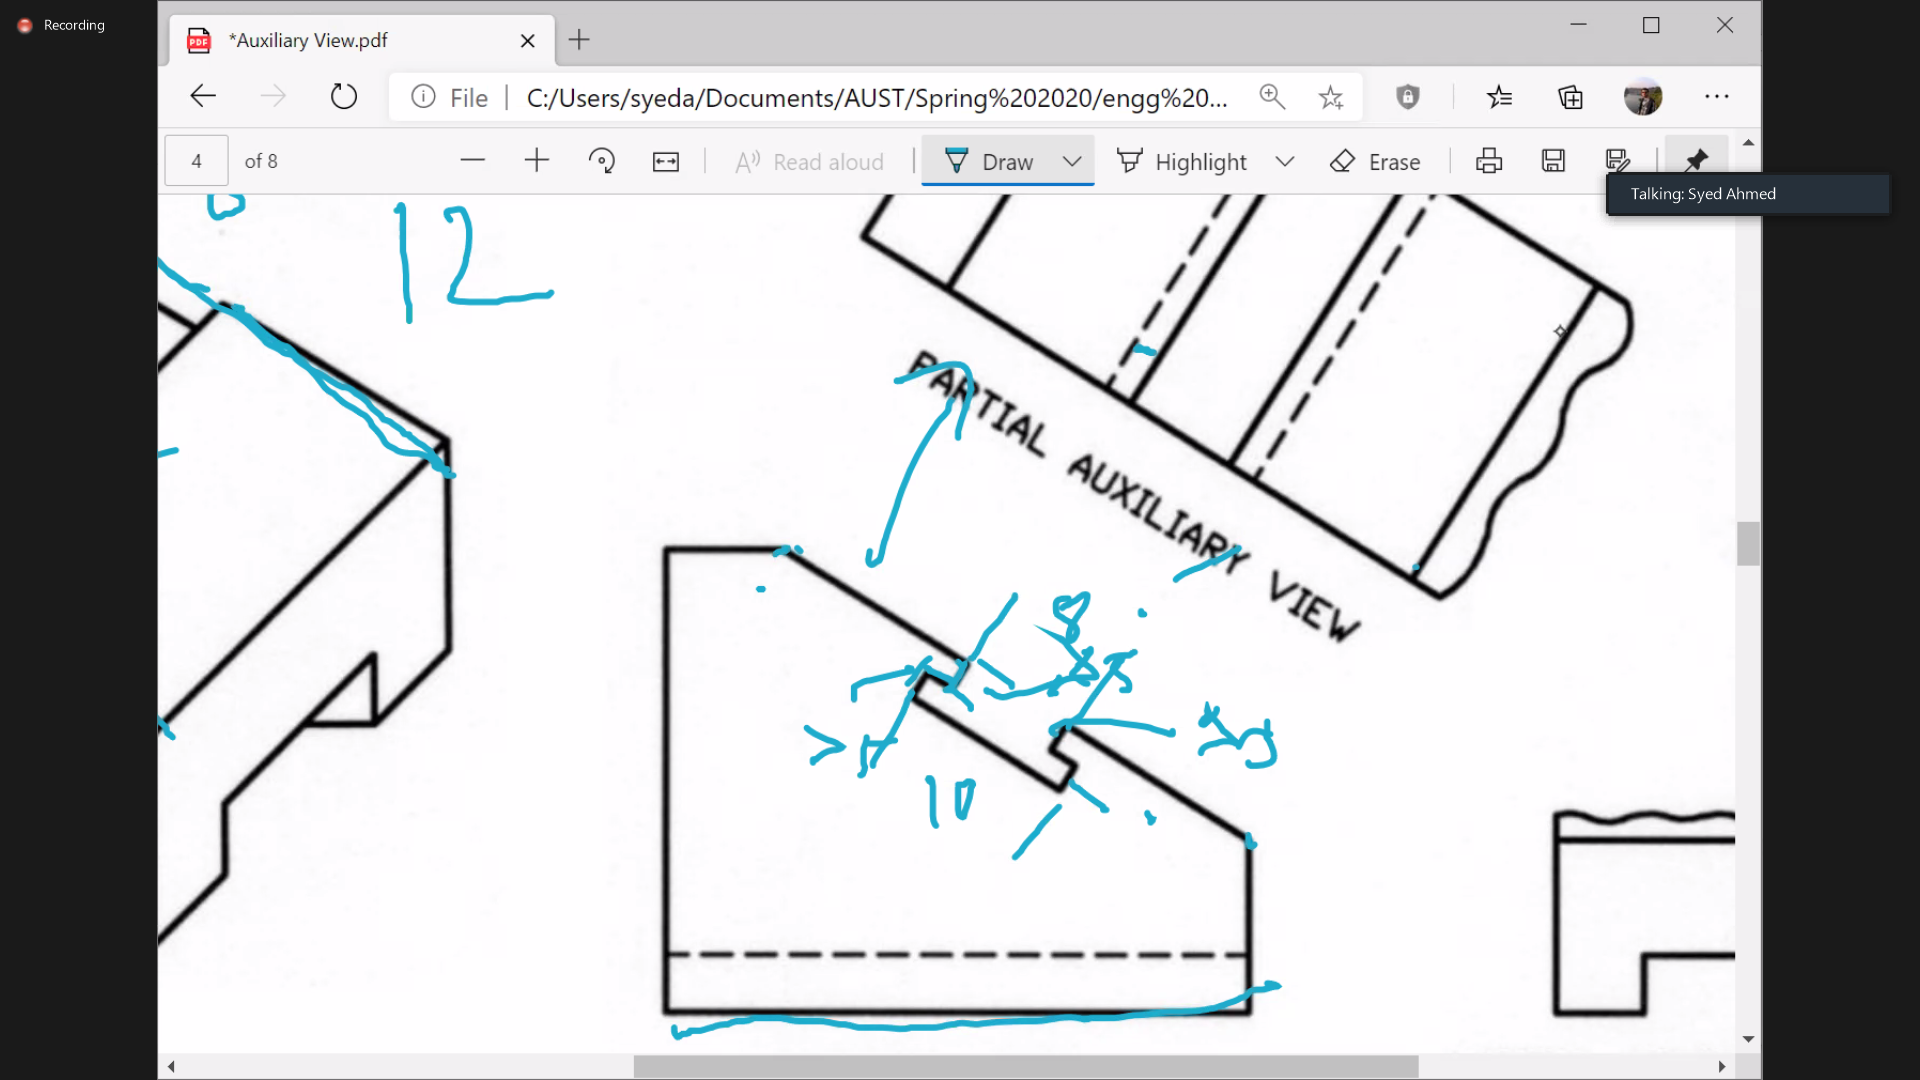 Recording
*Auxiliary View.pdf
File
C:/Users/syeda/Documents/AUST/Spring%202020/engg%20...
4 of 8
Read aloud
Draw
Highlight
Erase
Talking: Syed Ahmed
12
PARTIAL AUXILIARY VIEW
8
10